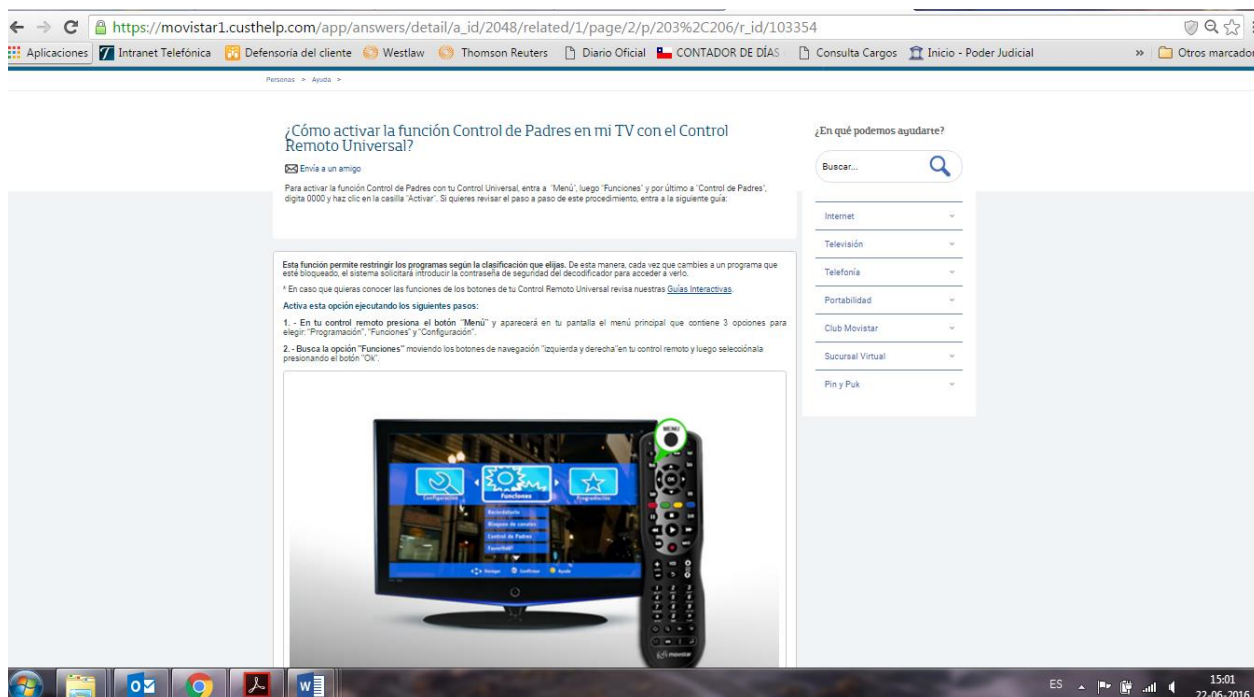 https://movistar1.custhelp.com/app/answers/detail/a_id/2048/related/1/page/2/p/203%2C206/r_id/103354
Aplicaciones Intranet Telefónica Defensoría del cliente Westlaw Thomson Reuters Diario Oficial CONTADOR DE DÍAS Consulta Cargos Inicio - Poder Judicial » Otros marcador
Personas > Ayuda >
¿Cómo activar la función Control de Padres en mi TV con el Control
Remoto Universal?
Envía a un amigo
Para activar la función Control de Padres con tu Control Universal, entra a "Menú", luego "Funciones" y por último a "Control de Padres",
digita 0000 y haz clic en la casilla "Activar". Si quieres revisar el paso a paso de este procedimiento, entra a la siguiente guía:
Esta función permite restringir los programas según la clasificación que elijas. De esta manera, cada vez que cambies a un programa que
esté bloqueado, el sistema solicitará introducir la contraseña de seguridad del decodificador para acceder a verlo.
* En caso que quieras conocer las funciones de los botones de tu Control Remoto Universal revisa nuestras Guías Interactivas.
Activa esta opción ejecutando los siguientes pasos:
1. - En tu control remoto presiona el botón "Menú" y aparecerá en tu pantalla el menú principal que contiene 3 opciones para
elegir: "Programación", "Funciones" y "Configuración".
2. - Busca la opción "Funciones" moviendo los botones de navegación "izquierda y derecha"en tu control remoto y luego selecciónala
presionando el botón "Ok".
MENU
Configuración Funciones Programación
Recordatorio
Bloqueo de canales
Control de Padres
Favoritos
Navegar Confirmar Ayuda
OK
movistar
¿En qué podemos ayudarte?
Buscar...
Internet
Televisión
Telefonía
Portabilidad
Club Movistar
Sucursal Virtual
Pin y Puk
ES
15:01
22-06-2016